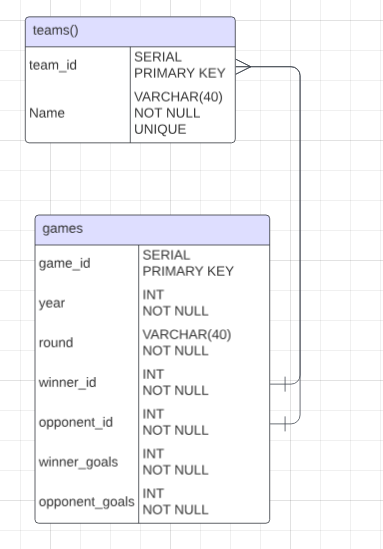 teams()
team_id
SERIAL
PRIMARY KEY
Name
VARCHAR(40)
NOT NULL
UNIQUE
games
game_id
SERIAL
PRIMARY KEY
year
INT
NOT NULL
round
VARCHAR(40)
NOT NULL
winner_id
INT
NOT NULL
opponent_id
INT
NOT NULL
winner_goals
INT
NOT NULL
opponent_goals
INT
NOT NULL